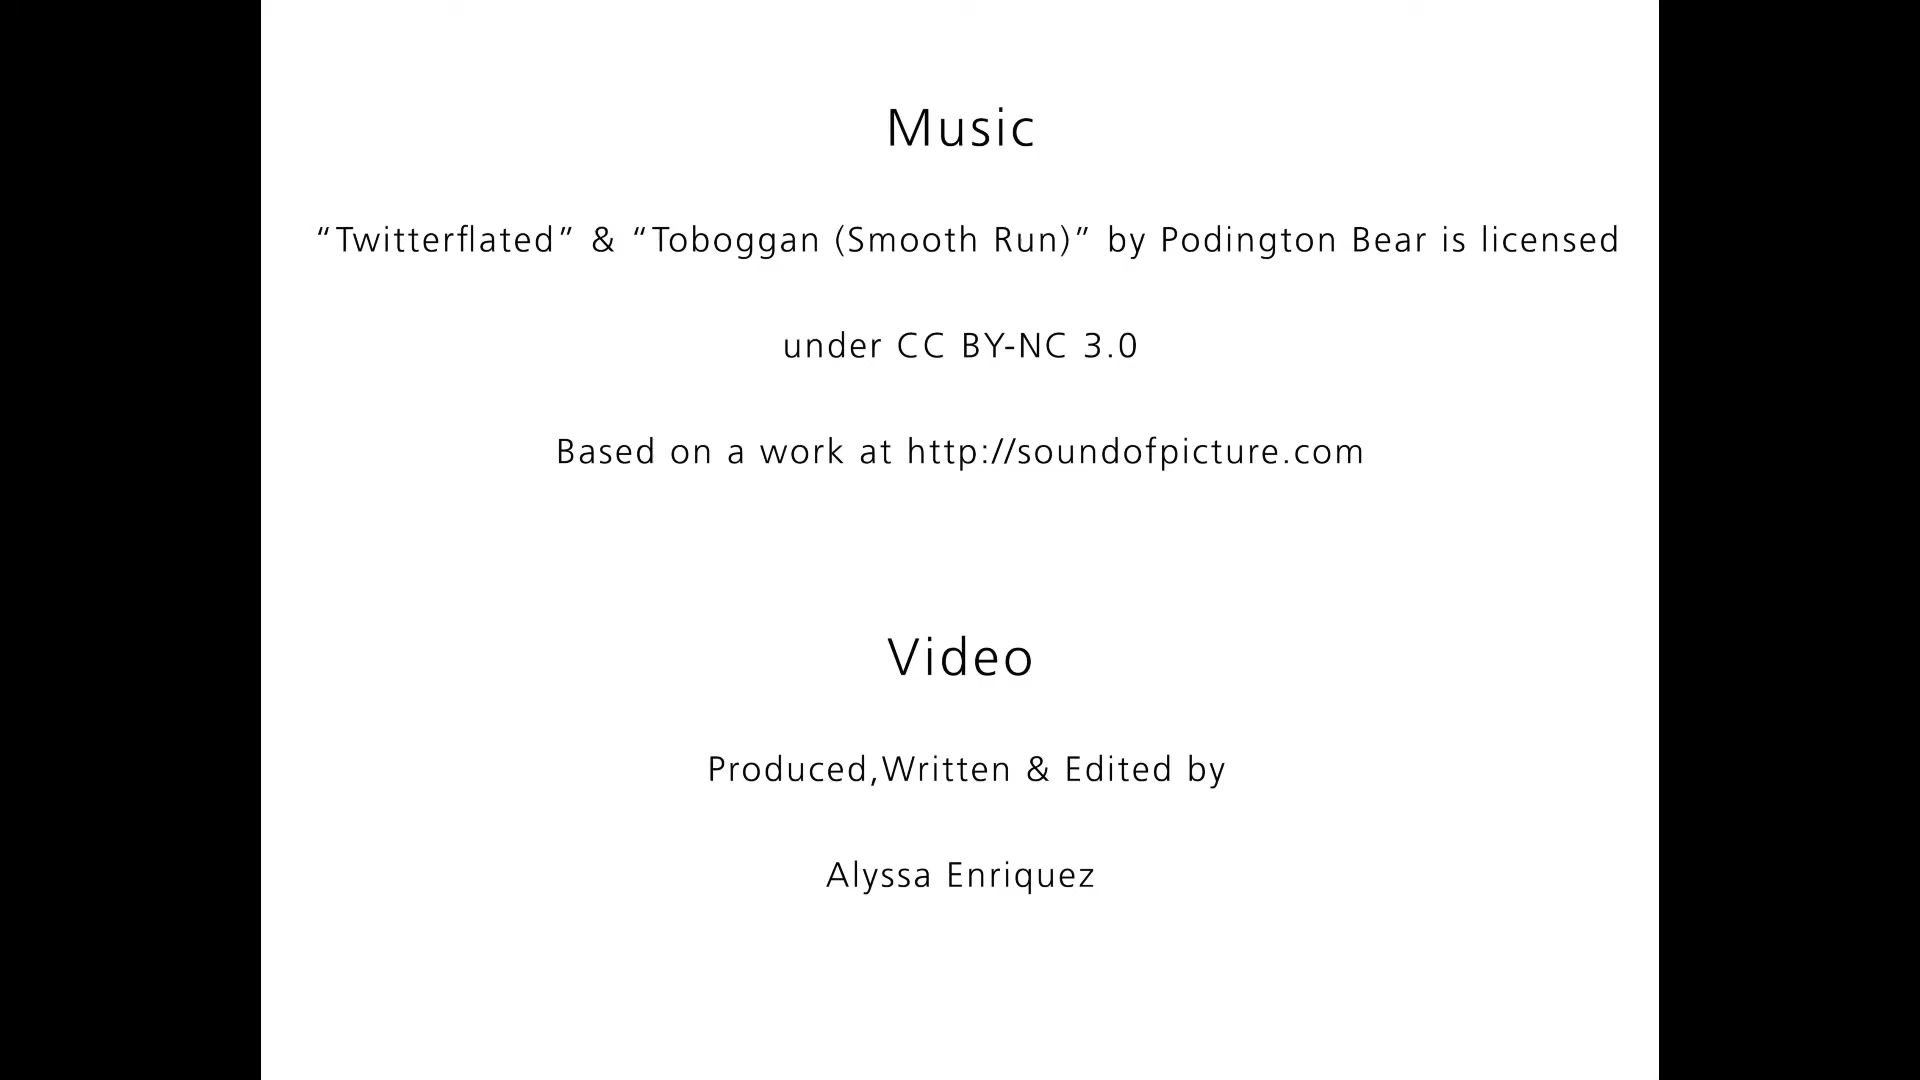 Music
“Twitterflated” & “Toboggan (Smooth Run)” by Podington Bear is licensed
under CC BY-NC 3.0
Based on a work at http://soundofpicture.com
Video
Produced,Written & Edited by
Alyssa Enriquez